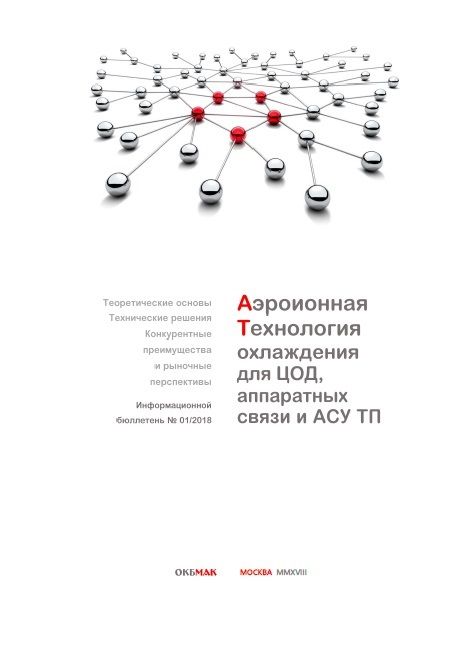 Теоретические основы
Технические решения
Конкурентные
преимущества
и рыночные
перспективы
Информационной
бюллетень № 01/2018
Аэроионная
Технология
охлаждения
для ЦОД,
аппаратных
связи и АСУ ТП
ОКБМАК МОСКВА MMXVIII